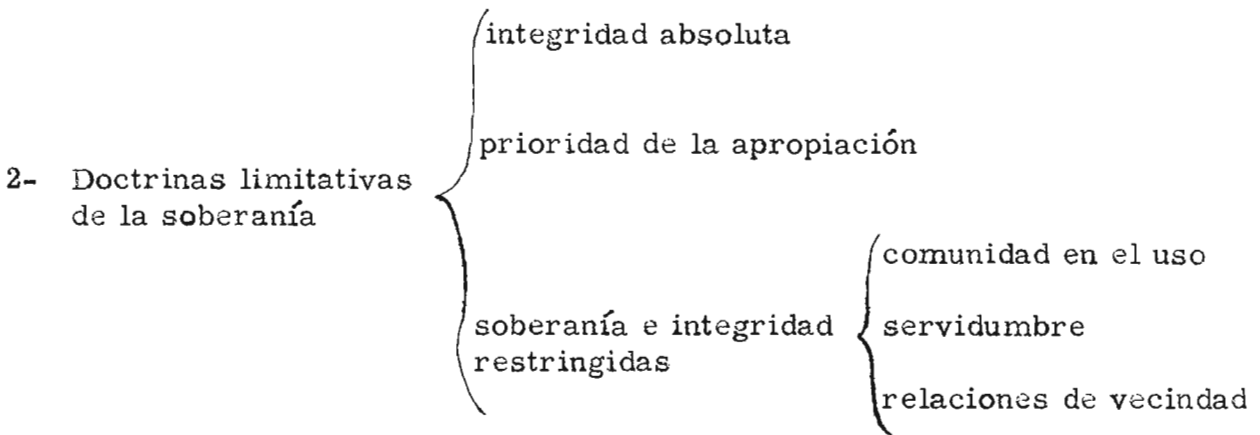 integridad absoluta
prioridad de la apropiación
2- Doctrinas limitativas
de la soberanía
comunidad en el uso
soberanía e integridad
restringidas
servidumbre
relaciones de vecindad